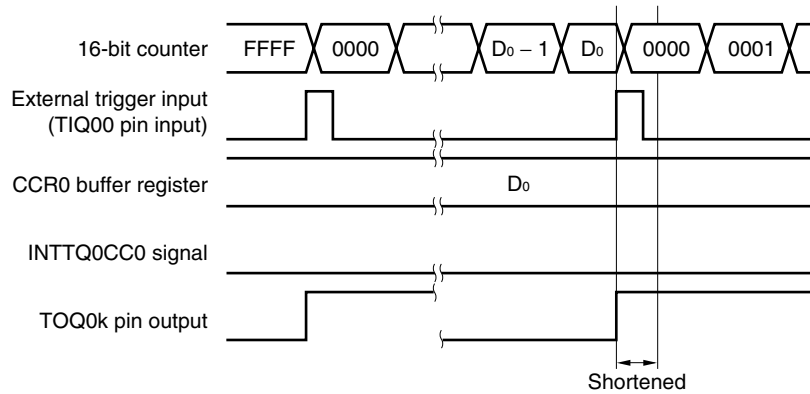 16-bit counter FFFF 0000 D0 − 1 D0 0000 0001
External trigger input
(TIQ00 pin input)
CCR0 buffer register D0
INTTQ0CC0 signal
TOQ0k pin output
Shortened